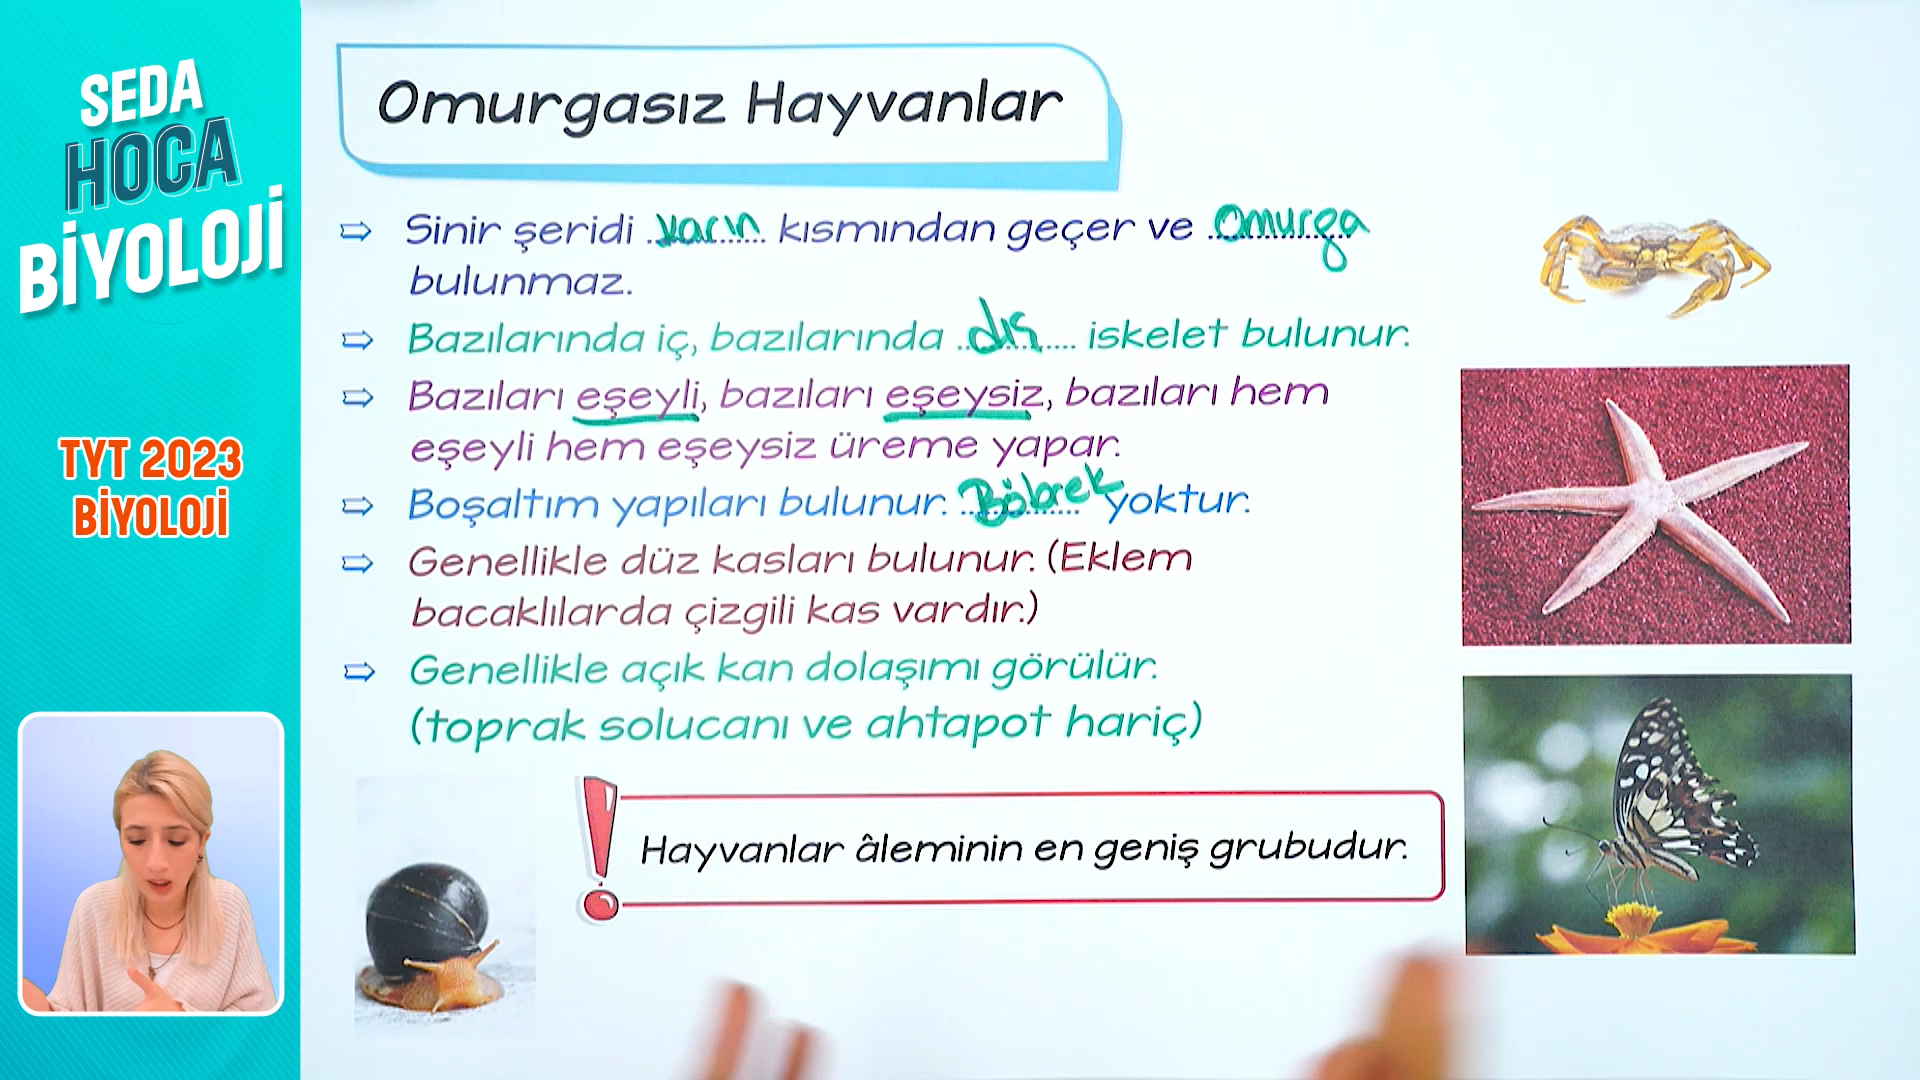 SEDA
HOCA
BİYOLOJİ
TYT 2023
BİYOLOJİ
Omurgasız Hayvanlar
Sinir şeridi karın kısmından geçer ve Omurga
bulunmaz.
Bazılarında iç, bazılarında dış iskelet bulunur.
Bazıları eşeyli, bazıları eşeysiz, bazıları hem
eşeyli hem eşeysiz üreme yapar.
Boşaltım yapıları bulunur. Böbrek yoktur.
Genellikle düz kasları bulunur. (Eklem
bacaklılarda çizgili kas vardır.)
Genellikle açık kan dolaşımı görülür.
(toprak solucanı ve ahtapot hariç)
Hayvanlar âleminin en geniş grubudur.